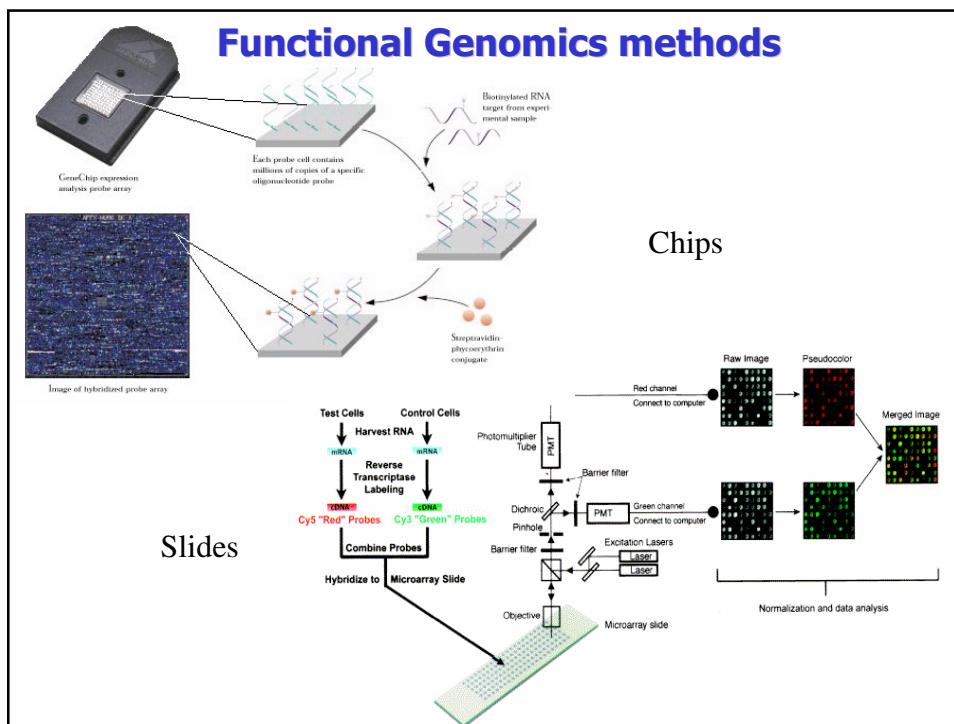 Functional Genomics methods
Biotinylated RNA
target from experi-
mental sample
Each probe cell contains
millions of copies of a specific
oligonucleotide probe
GeneChip expression
analysis probe array
Chips
Streptravidin-
phycoerythrin
conjugate
Image of hybridized probe array
Slides
Test Cells
Control Cells
Harvest RNA
mRNA
mRNA
Reverse
Transcriptase
Labeling
cDNA
cDNA
Cy5 "Red" Probes
Cy3 "Green" Probes
Combine Probes
Hybridize to
Microarray Slide
Photomultiplier
Tube
PMT
Barrier filter
Dichroic
PMT
Pinhole
Barrier filter
Excitation Lasers
Laser
Laser
Objective
Microarray slide
Red channel
Connect to computer
Green channel
Connect to computer
Raw Image
Pseudocolor
Merged Image
Normalization and data analysis